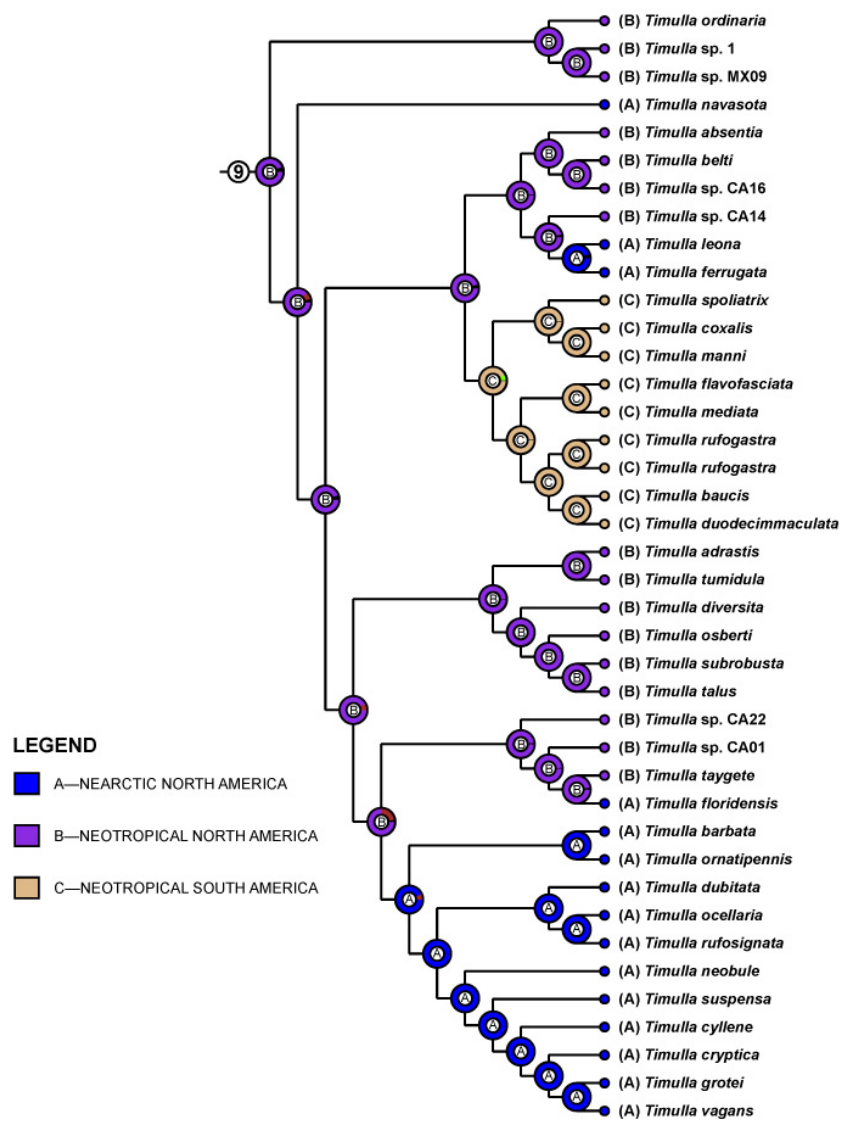 (B) Timulla ordinaria
(B) Timulla sp. 1
(B) Timulla sp. MX09
(A) Timulla navasota
(B) Timulla absentia
(B) Timulla belti
(B) Timulla sp. CA16
(B) Timulla sp. CA14
(A) Timulla leona
(A) Timulla ferrugata
(C) Timulla spoliatrix
(C) Timulla coxalis
(C) Timulla manni
(C) Timulla flavofasciata
(C) Timulla mediata
(C) Timulla rufogastra
(C) Timulla rufogastra
(C) Timulla baucis
(C) Timulla duodecimmaculata
(B) Timulla adrastis
(B) Timulla tumidula
(B) Timulla diversita
(B) Timulla osberti
(B) Timulla subrobusta
(B) Timulla talus
(B) Timulla sp. CA22
(B) Timulla sp. CA01
(B) Timulla taygete
(A) Timulla floridensis
(A) Timulla barbata
(A) Timulla ornatipennis
(A) Timulla dubitata
(A) Timulla ocellaria
(A) Timulla rufosignata
(A) Timulla neobule
(A) Timulla suspensa
(A) Timulla cyllene
(A) Timulla cryptica
(A) Timulla grotei
(A) Timulla vagans
9
B
B
B
B
B
B
B
B
B
A
B
C
C
C
C
C
C
C
C
B
B
B
B
B
B
B
B
B
B
B
A
A
A
A
A
A
A
A
A
A
LEGEND
A—NEARCTIC NORTH AMERICA
B—NEOTROPICAL NORTH AMERICA
C—NEOTROPICAL SOUTH AMERICA